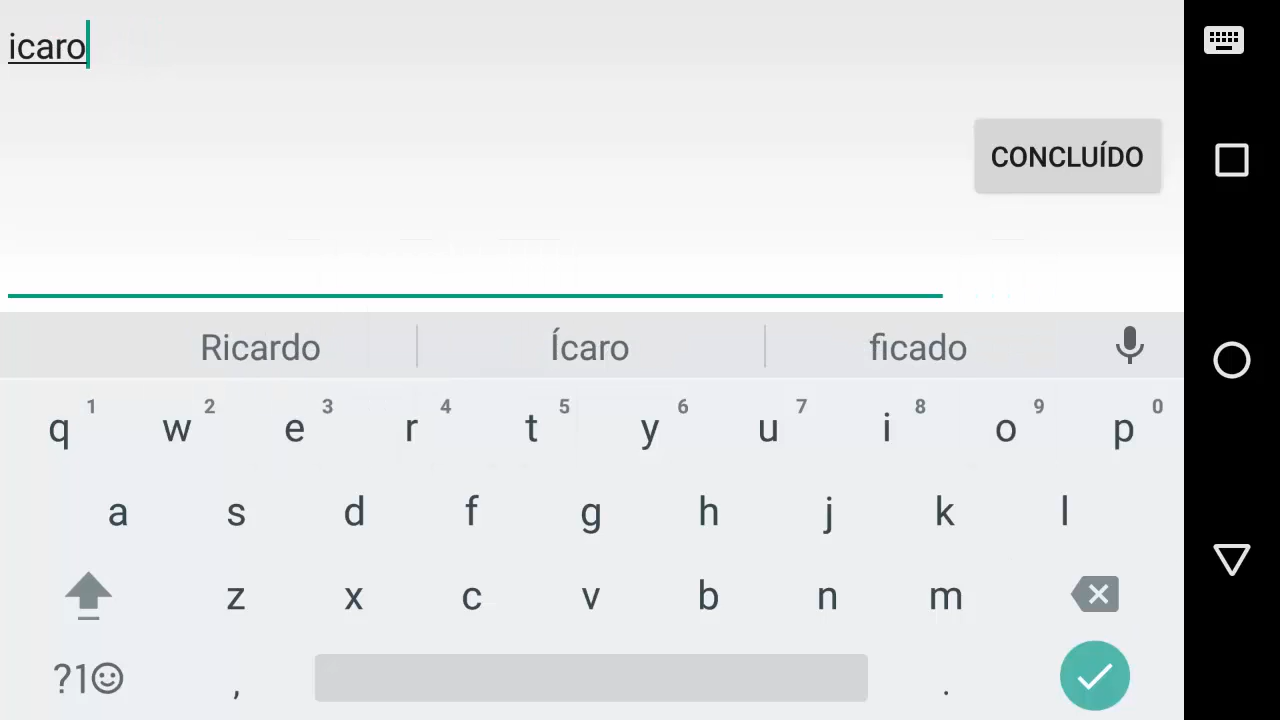 icaro
CONCLUÍDO
Ricardo Ícaro ficado
1 2 3 4 5 6 7 8 9 0
q w e r t y u i o p
a s d f g h j k l
z x c v b n m
?1☺ , .